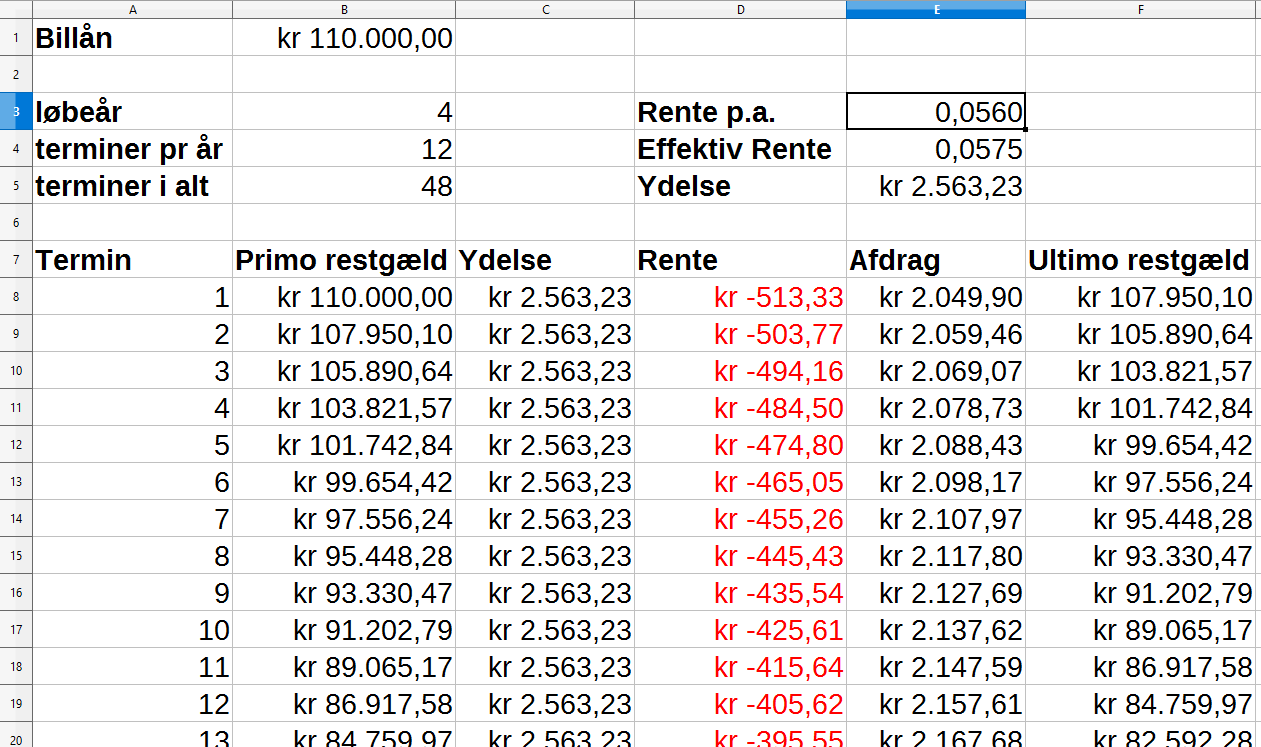 A B C D E F
1 Billån kr 110.000,00
2
3 løbeår 4 Rente p.a. 0,0560
4 terminer pr år 12 Effektiv Rente 0,0575
5 terminer i alt 48 Ydelse kr 2.563,23
6
7 Termin Primo restgæld Ydelse Rente Afdrag Ultimo restgæld
8 1 kr 110.000,00 kr 2.563,23 kr -513,33 kr 2.049,90 kr 107.950,10
9 2 kr 107.950,10 kr 2.563,23 kr -503,77 kr 2.059,46 kr 105.890,64
10 3 kr 105.890,64 kr 2.563,23 kr -494,16 kr 2.069,07 kr 103.821,57
11 4 kr 103.821,57 kr 2.563,23 kr -484,50 kr 2.078,73 kr 101.742,84
12 5 kr 101.742,84 kr 2.563,23 kr -474,80 kr 2.088,43 kr 99.654,42
13 6 kr 99.654,42 kr 2.563,23 kr -465,05 kr 2.098,17 kr 97.556,24
14 7 kr 97.556,24 kr 2.563,23 kr -455,26 kr 2.107,97 kr 95.448,28
15 8 kr 95.448,28 kr 2.563,23 kr -445,43 kr 2.117,80 kr 93.330,47
16 9 kr 93.330,47 kr 2.563,23 kr -435,54 kr 2.127,69 kr 91.202,79
17 10 kr 91.202,79 kr 2.563,23 kr -425,61 kr 2.137,62 kr 89.065,17
18 11 kr 89.065,17 kr 2.563,23 kr -415,64 kr 2.147,59 kr 86.917,58
19 12 kr 86.917,58 kr 2.563,23 kr -405,62 kr 2.157,61 kr 84.759,97
20 13 kr 84.759,97 kr 2.563,23 kr -395,55 kr 2.167,68 kr 82.592,28